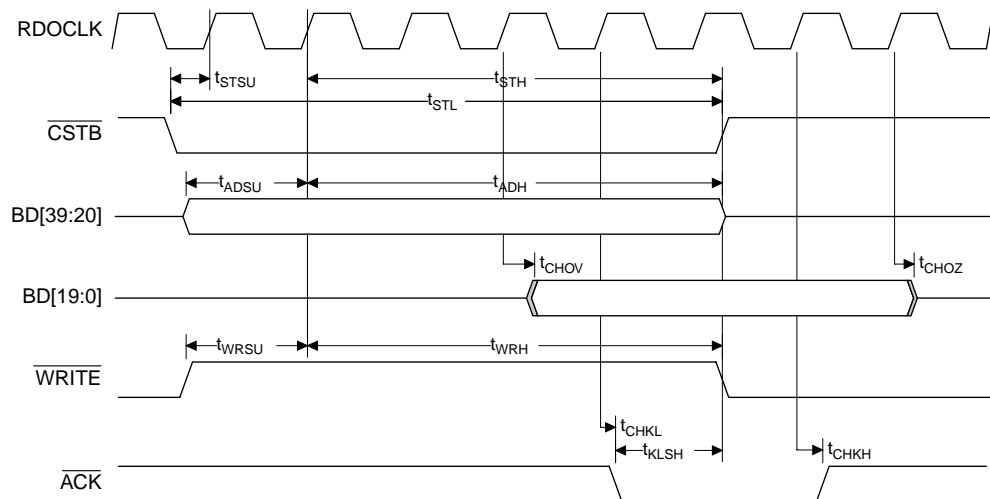 RDOCLK
tSTSU
tSTH
tSTL
CSTB
tADSU
tADH
BD[39:20]
tCHOV
tCHOZ
BD[19:0]
tWRSU
tWRH
WRITE
tCHKL
tKLSH
tCHKH
ACK